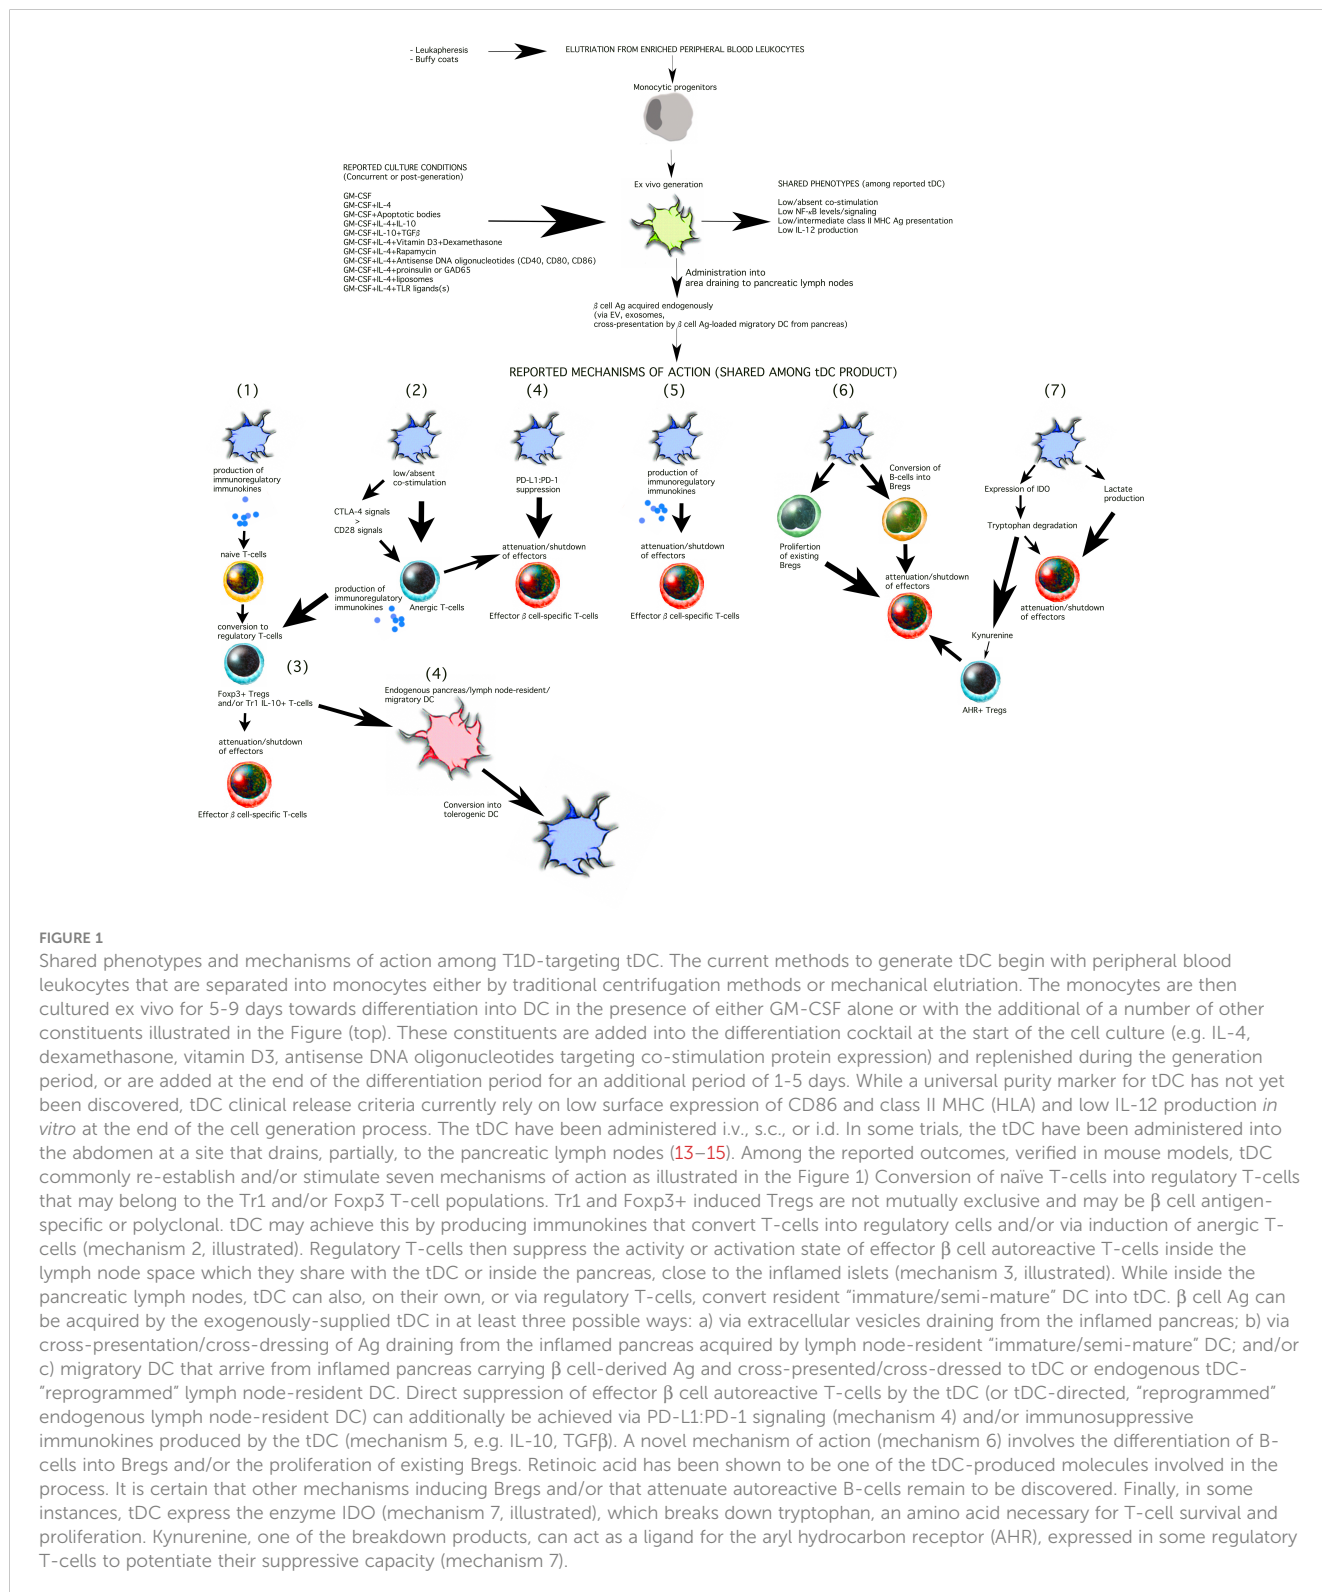 - Leukapheresis
- Buffy coats
ELUTRIATION FROM ENRICHED PERIPHERAL BLOOD LEUKOCYTES
Monocytic progenitors
REPORTED CULTURE CONDITIONS
(Concurrent or post-generation)
GM-CSF
GM-CSF+IL-4
GM-CSF+Apoptotic bodies
GM-CSF+IL-4+IL-10
GM-CSF+IL-10+TGFβ
GM-CSF+IL-4+Vitamin D3+Dexamethasone
GM-CSF+IL-4+Rapamycin
GM-CSF+IL-4+Antisense DNA oligonucleotides (CD40, CD80, CD86)
GM-CSF+IL-4+proinsulin or GAD65
GM-CSF+IL-4+liposomes
GM-CSF+IL-4+TLR ligands(s)
Ex vivo generation
SHARED PHENOTYPES (among reported tDC)
Low/absent co-stimulation
Low NF-κB levels/signaling
Low/intermediate class II MHC Ag presentation
Low IL-12 production
Administration into
area draining to pancreatic lymph nodes
β cell Ag acquired endogenously
(via EV, exosomes,
cross-presentation by β cell Ag-loaded migratory DC from pancreas)
REPORTED MECHANISMS OF ACTION (SHARED AMONG tDC PRODUCT)
(1)
(2)
(4)
(5)
(6)
(7)
production of
immunoregulatory
immunokines
naive T-cells
conversion to
regulatory T-cells
(3)
Foxp3+ Tregs
and/or Tr1 IL-10+ T-cells
attenuation/shutdown
of effectors
Effector β cell-specific T-cells
low/absent
co-stimulation
CTLA-4 signals
>
CD28 signals
production of
immunoregulatory
immunokines
Anergic T-cells
PD-L1:PD-1
suppression
attenuation/shutdown
of effectors
Effector β cell-specific T-cells
(4)
Endogenous pancreas/lymph node-resident/
migratory DC
Conversion into
tolerogenic DC
production of
immunoregulatory
immunokines
attenuation/shutdown
of effectors
Effector β cell-specific T-cells
Conversion of
B-cells into
Bregs
Prolifertion
of existing
Bregs
attenuation/shutdown
of effectors
Expression of IDO
Lactate
production
Tryptophan degradation
attenuation/shutdown
of effectors
Kynurenine
AHR+ Tregs
FIGURE 1
Shared phenotypes and mechanisms of action among T1D-targeting tDC. The current methods to generate tDC begin with peripheral blood
leukocytes that are separated into monocytes either by traditional centrifugation methods or mechanical elutriation. The monocytes are then
cultured ex vivo for 5-9 days towards differentiation into DC in the presence of either GM-CSF alone or with the additional of a number of other
constituents illustrated in the Figure (top). These constituents are added into the differentiation cocktail at the start of the cell culture (e.g. IL-4,
dexamethasone, vitamin D3, antisense DNA oligonucleotides targeting co-stimulation protein expression) and replenished during the generation
period, or are added at the end of the differentiation period for an additional period of 1-5 days. While a universal purity marker for tDC has not yet
been discovered, tDC clinical release criteria currently rely on low surface expression of CD86 and class II MHC (HLA) and low IL-12 production in
vitro at the end of the cell generation process. The tDC have been administered i.v., s.c., or i.d. In some trials, the tDC have been administered into
the abdomen at a site that drains, partially, to the pancreatic lymph nodes (13–15). Among the reported outcomes, verified in mouse models, tDC
commonly re-establish and/or stimulate seven mechanisms of action as illustrated in the Figure 1) Conversion of naïve T-cells into regulatory T-cells
that may belong to the Tr1 and/or Foxp3 T-cell populations. Tr1 and Foxp3+ induced Tregs are not mutually exclusive and may be β cell antigen-
specific or polyclonal. tDC may achieve this by producing immunokines that convert T-cells into regulatory cells and/or via induction of anergic T-
cells (mechanism 2, illustrated). Regulatory T-cells then suppress the activity or activation state of effector β cell autoreactive T-cells inside the
lymph node space which they share with the tDC or inside the pancreas, close to the inflamed islets (mechanism 3, illustrated). While inside the
pancreatic lymph nodes, tDC can also, on their own, or via regulatory T-cells, convert resident “immature/semi-mature” DC into tDC. β cell Ag can
be acquired by the exogenously-supplied tDC in at least three possible ways: a) via extracellular vesicles draining from the inflamed pancreas; b) via
cross-presentation/cross-dressing of Ag draining from the inflamed pancreas acquired by lymph node-resident “immature/semi-mature” DC; and/or
c) migratory DC that arrive from inflamed pancreas carrying β cell-derived Ag and cross-presented/cross-dressed to tDC or endogenous tDC-
“reprogrammed” lymph node-resident DC. Direct suppression of effector β cell autoreactive T-cells by the tDC (or tDC-directed, “reprogrammed”
endogenous lymph node-resident DC) can additionally be achieved via PD-L1:PD-1 signaling (mechanism 4) and/or immunosuppressive
immunokines produced by the tDC (mechanism 5, e.g. IL-10, TGFβ). A novel mechanism of action (mechanism 6) involves the differentiation of B-
cells into Bregs and/or the proliferation of existing Bregs. Retinoic acid has been shown to be one of the tDC-produced molecules involved in the
process. It is certain that other mechanisms inducing Bregs and/or that attenuate autoreactive B-cells remain to be discovered. Finally, in some
instances, tDC express the enzyme IDO (mechanism 7, illustrated), which breaks down tryptophan, an amino acid necessary for T-cell survival and
proliferation. Kynurenine, one of the breakdown products, can act as a ligand for the aryl hydrocarbon receptor (AHR), expressed in some regulatory
T-cells to potentiate their suppressive capacity (mechanism 7).